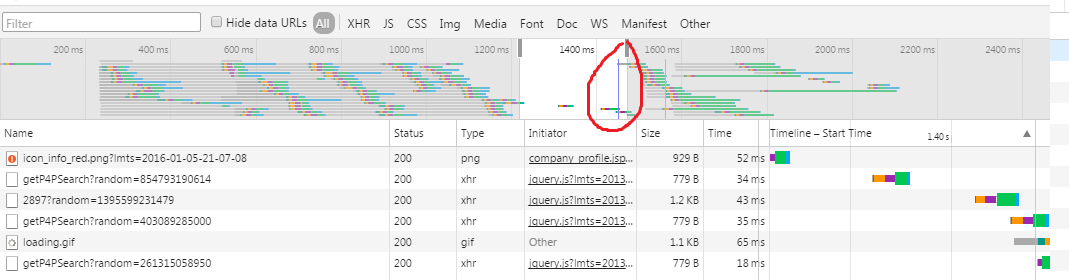 Filter Hide data URLs All XHR JS CSS Img Media Font Doc WS Manifest Other
200 ms 400 ms 600 ms 800 ms 1000 ms 1200 ms 1400 ms 1600 ms 1800 ms 2000 ms 2200 ms 2400 ms
Name Status Type Initiator Size Time Timeline – Start Time 1.40 s
icon_info_red.png?lmts=2016-01-05-21-07-08 200 png company_profile.jsp... 929 B 52 ms
getP4PSearch?random=854793190614 200 xhr jquery.js?lmts=2013... 779 B 34 ms
2897?random=1395599231479 200 xhr jquery.js?lmts=2013... 1.2 KB 43 ms
getP4PSearch?random=403089285000 200 xhr jquery.js?lmts=2013... 779 B 35 ms
loading.gif 200 gif Other 1.1 KB 65 ms
getP4PSearch?random=261315058950 200 xhr jquery.js?lmts=2013... 779 B 18 ms